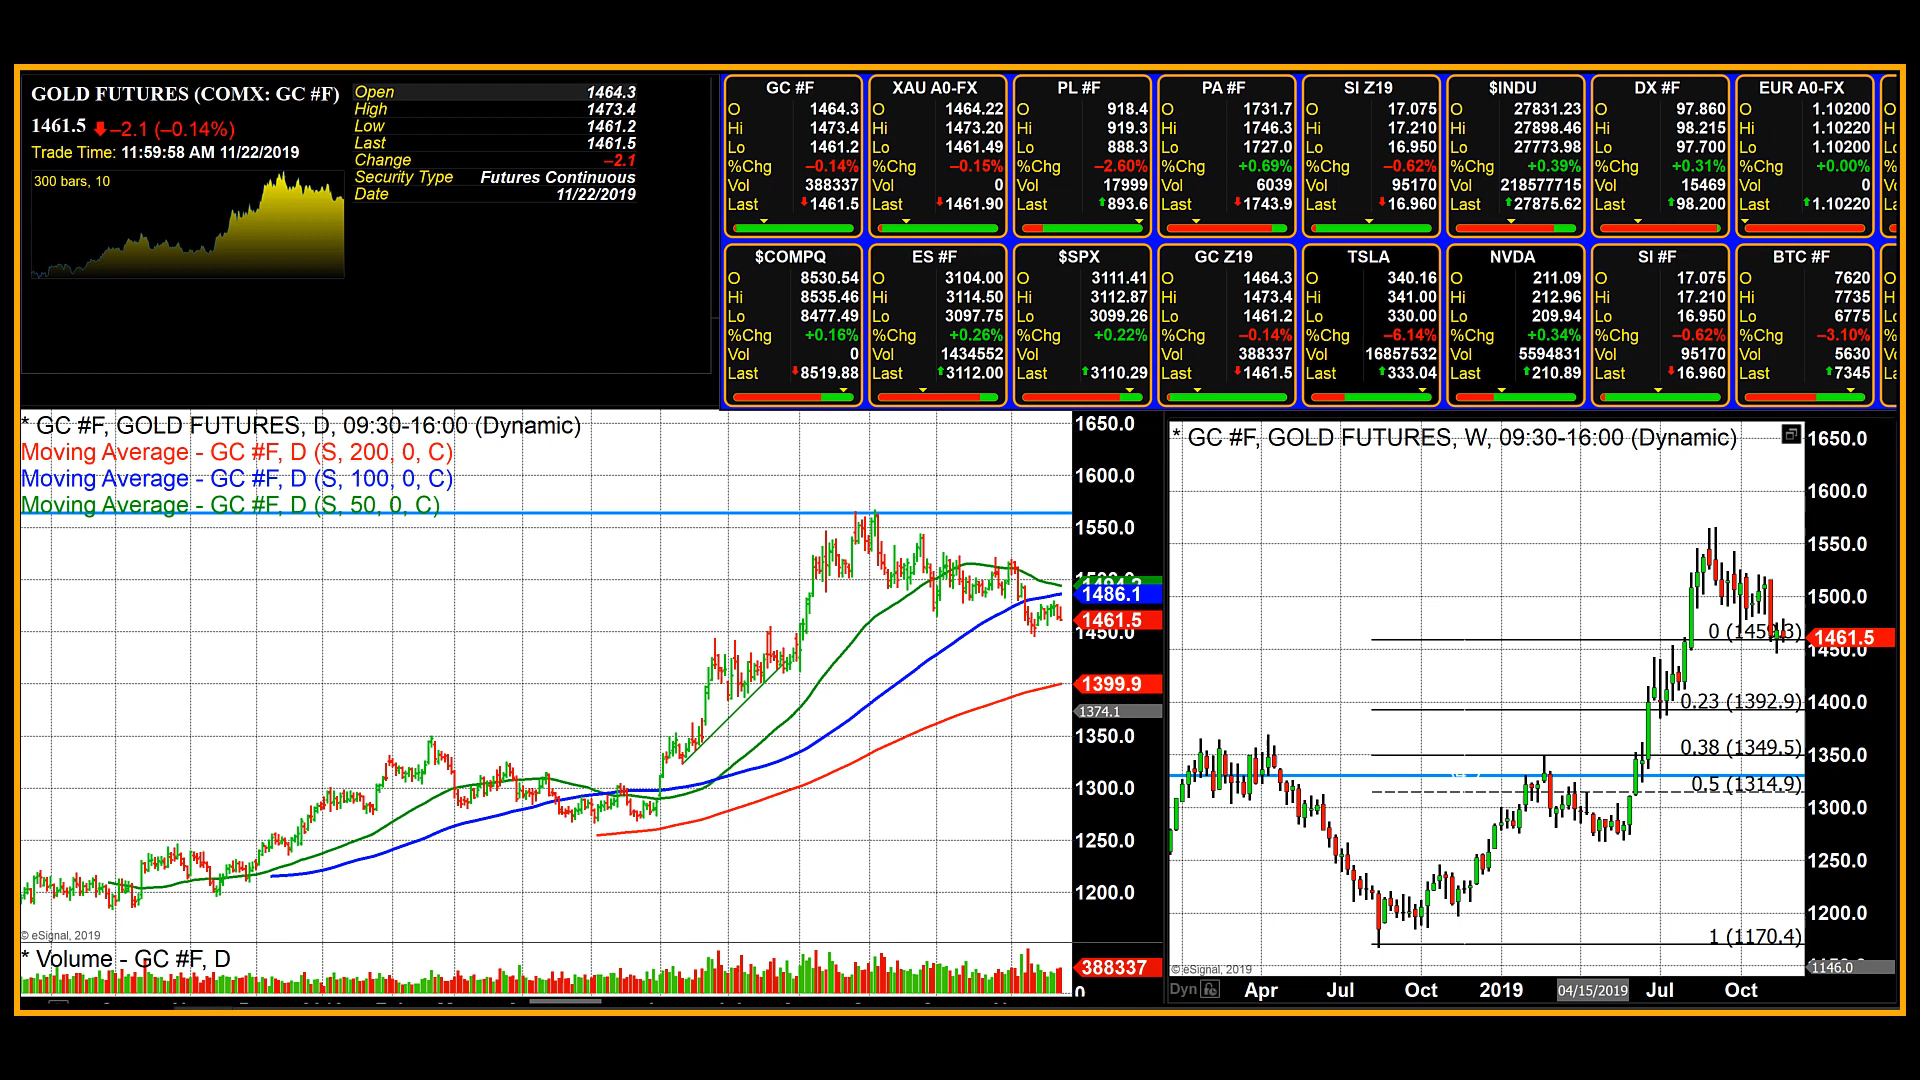 GOLD FUTURES (COMX: GC #F)
1461.5 –2.1 (–0.14%)
Trade Time: 11:59:58 AM 11/22/2019
300 bars, 10
Open 1464.3
High 1473.4
Low 1461.2
Last 1461.5
Change –2.1
Security Type Futures Continuous
Date 11/22/2019
GC #F
O 1464.3
Hi 1473.4
Lo 1461.2
%Chg –0.14%
Vol 388337
Last 1461.5
XAU A0-FX
O 1464.22
Hi 1473.20
Lo 1461.49
%Chg –0.15%
Vol 0
Last 1461.90
PL #F
O 918.4
Hi 919.3
Lo 888.3
%Chg –2.60%
Vol 17999
Last 893.6
PA #F
O 1731.7
Hi 1746.3
Lo 1727.0
%Chg +0.69%
Vol 6039
Last 1743.9
SI Z19
O 17.075
Hi 17.210
Lo 16.950
%Chg –0.62%
Vol 95170
Last 16.960
$INDU
O 27831.23
Hi 27898.46
Lo 27773.98
%Chg +0.39%
Vol 218577715
Last 27875.62
DX #F
O 97.860
Hi 98.215
Lo 97.700
%Chg +0.31%
Vol 15469
Last 98.200
EUR A0-FX
O 1.10200
Hi 1.10220
Lo 1.10200
%Chg +0.00%
Vol 0
Last 1.10220
$COMPQ
O 8530.54
Hi 8535.46
Lo 8477.49
%Chg +0.16%
Vol 0
Last 8519.88
ES #F
O 3104.00
Hi 3114.50
Lo 3097.75
%Chg +0.26%
Vol 1434552
Last 3112.00
$SPX
O 3111.41
Hi 3112.87
Lo 3099.26
%Chg +0.22%
Vol
Last 3110.29
GC Z19
O 1464.3
Hi 1473.4
Lo 1461.2
%Chg –0.14%
Vol 388337
Last 1461.5
TSLA
O 340.16
Hi 341.00
Lo 330.00
%Chg –6.14%
Vol 16857532
Last 333.04
NVDA
O 211.09
Hi 212.96
Lo 209.94
%Chg +0.34%
Vol 5594831
Last 210.89
SI #F
O 17.075
Hi 17.210
Lo 16.950
%Chg –0.62%
Vol 95170
Last 16.960
BTC #F
O 7620
Hi 7735
Lo 6775
%Chg –3.10%
Vol 5630
Last 7345
* GC #F, GOLD FUTURES, D, 09:30-16:00 (Dynamic)
Moving Average - GC #F, D (S, 200, 0, C)
Moving Average - GC #F, D (S, 100, 0, C)
Moving Average - GC #F, D (S, 50, 0, C)
1650.0
1600.0
1550.0
1486.1
1461.5
1450.0
1399.9
1374.1
1350.0
1300.0
1250.0
1200.0
© eSignal, 2019
* Volume - GC #F, D
388337
0
* GC #F, GOLD FUTURES, W, 09:30-16:00 (Dynamic)
1650.0
1600.0
1550.0
1500.0
0 (1459.3)
1461.5
1450.0
0.23 (1392.9)
1400.0
0.38 (1349.5)
1350.0
0.5 (1314.9)
1300.0
1250.0
1200.0
1 (1170.4)
1146.0
© eSignal, 2019
Dyn Apr Jul Oct 2019 04/15/2019 Jul Oct